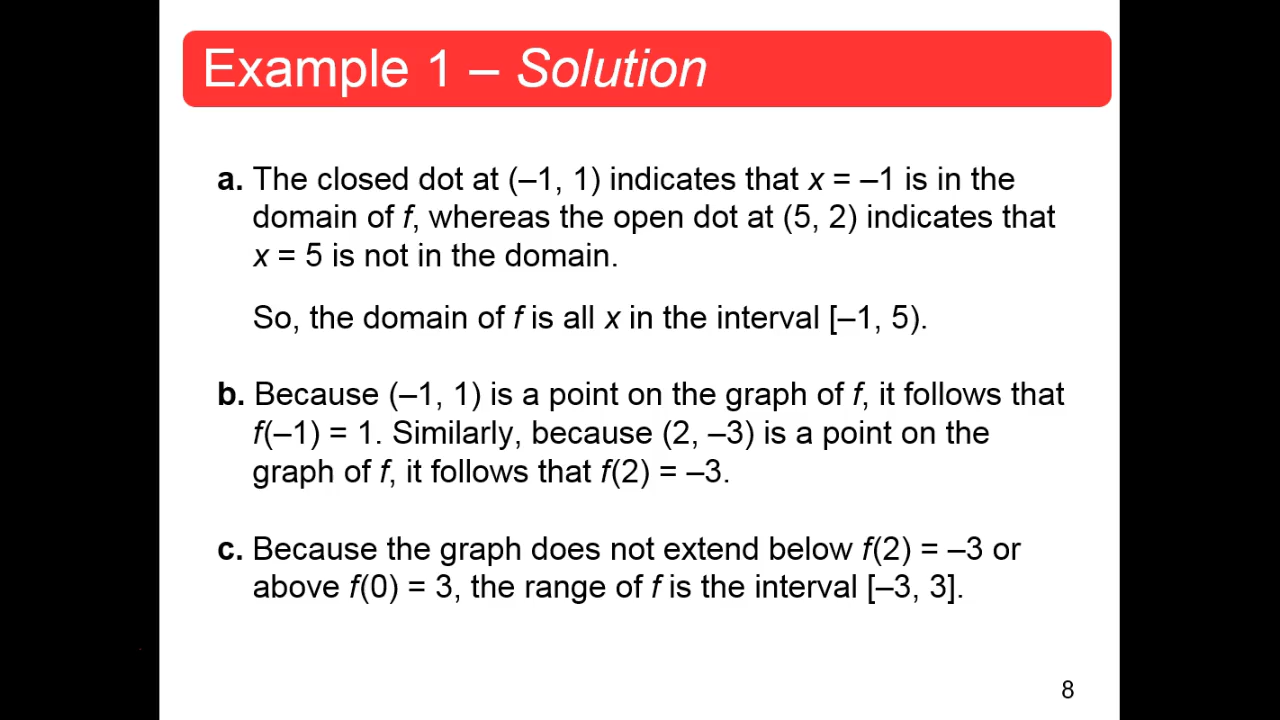 Example 1 – Solution
a. The closed dot at (–1, 1) indicates that x = –1 is in the
domain of f, whereas the open dot at (5, 2) indicates that
x = 5 is not in the domain.
So, the domain of f is all x in the interval [–1, 5).
b. Because (–1, 1) is a point on the graph of f, it follows that
f(–1) = 1. Similarly, because (2, –3) is a point on the
graph of f, it follows that f(2) = –3.
c. Because the graph does not extend below f(2) = –3 or
above f(0) = 3, the range of f is the interval [–3, 3].
8